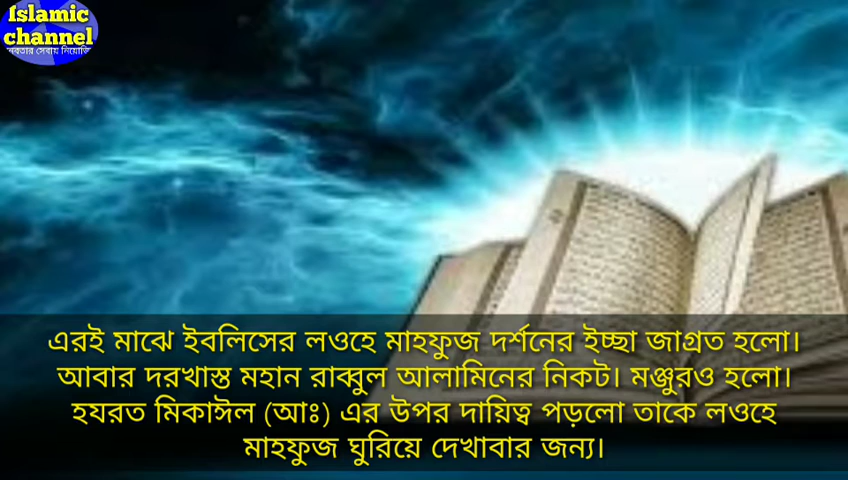 Islamic
channel
নবতার সেবায় নিয়োজি
এরই মাঝে ইবলিসের লওহে মাহফুজ দর্শনের ইচ্ছা জাগ্রত হলো।
আবার দরখাস্ত মহান রাব্বুল আলামিনের নিকট। মঞ্জুরও হলো।
হযরত মিকাঈল (আঃ) এর উপর দায়িত্ব পড়লো তাকে লওহে
মাহফুজ ঘুরিয়ে দেখাবার জন্য।